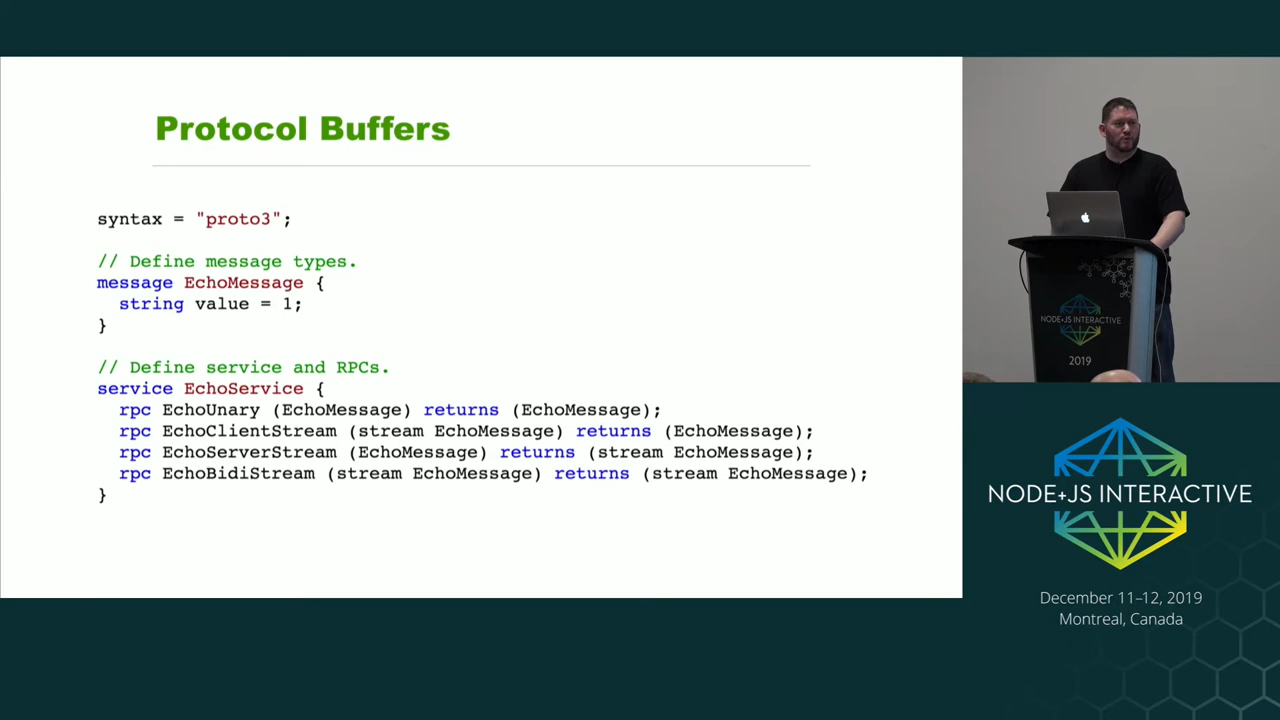 Protocol Buffers
syntax = "proto3";
// Define message types.
message EchoMessage {
string value = 1;
}
// Define service and RPCs.
service EchoService {
rpc EchoUnary (EchoMessage) returns (EchoMessage);
rpc EchoClientStream (stream EchoMessage) returns (EchoMessage);
rpc EchoServerStream (EchoMessage) returns (stream EchoMessage);
rpc EchoBidiStream (stream EchoMessage) returns (stream EchoMessage);
}
NODE+JS INTERACTIVE
2019
NODE+JS INTERACTIVE
December 11–12, 2019
Montreal, Canada